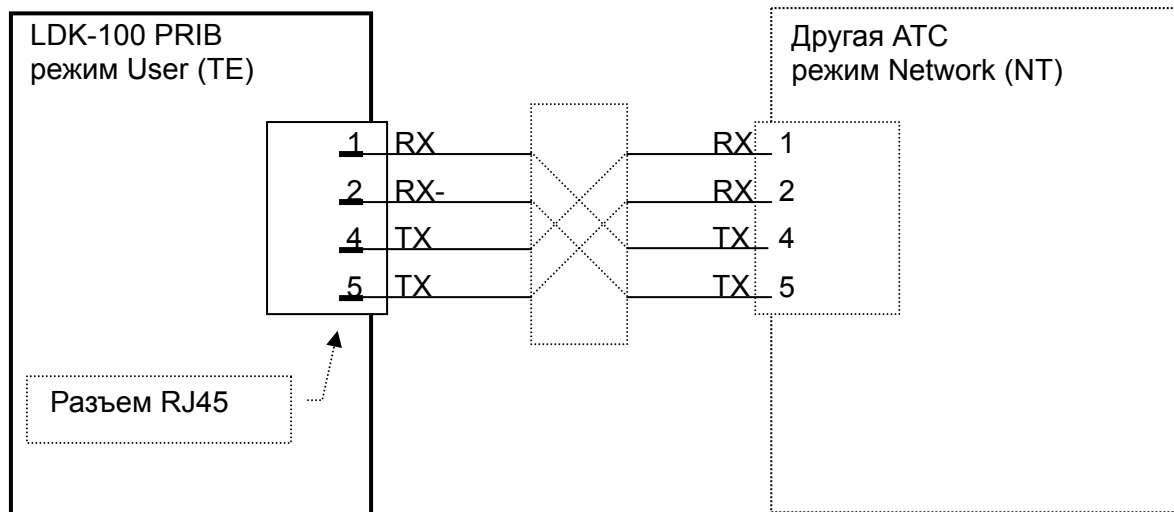 LDK-100 PRIB
режим User (TE)
Другая АТС
режим Network (NT)
1 RX RX 1
2 RX- RX 2
4 TX TX 4
5 TX TX 5
Разъем RJ45